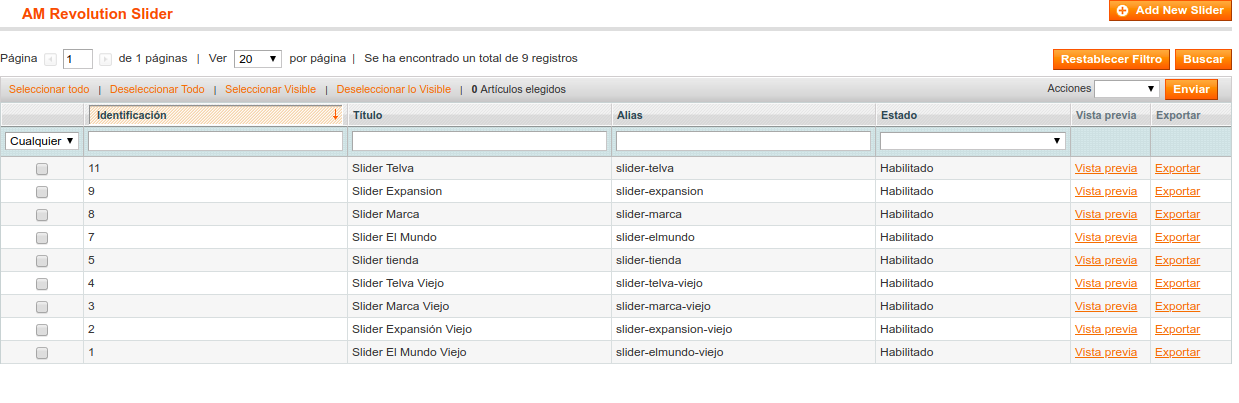 AM Revolution Slider
Add New Slider
Página 1 de 1 páginas | Ver 20 por página | Se ha encontrado un total de 9 registros
Restablecer Filtro Buscar
Seleccionar todo | Deseleccionar Todo | Seleccionar Visible | Deseleccionar lo Visible | 0 Artículos elegidos Acciones Enviar
Identificación Título Alias Estado Vista previa Exportar
Cualquier
11 Slider Telva slider-telva Habilitado Vista previa Exportar
9 Slider Expansion slider-expansion Habilitado Vista previa Exportar
8 Slider Marca slider-marca Habilitado Vista previa Exportar
7 Slider El Mundo slider-elmundo Habilitado Vista previa Exportar
5 Slider tienda slider-tienda Habilitado Vista previa Exportar
4 Slider Telva Viejo slider-telva-viejo Habilitado Vista previa Exportar
3 Slider Marca Viejo slider-marca-viejo Habilitado Vista previa Exportar
2 Slider Expansión Viejo slider-expansion-viejo Habilitado Vista previa Exportar
1 Slider El Mundo Viejo slider-elmundo-viejo Habilitado Vista previa Exportar